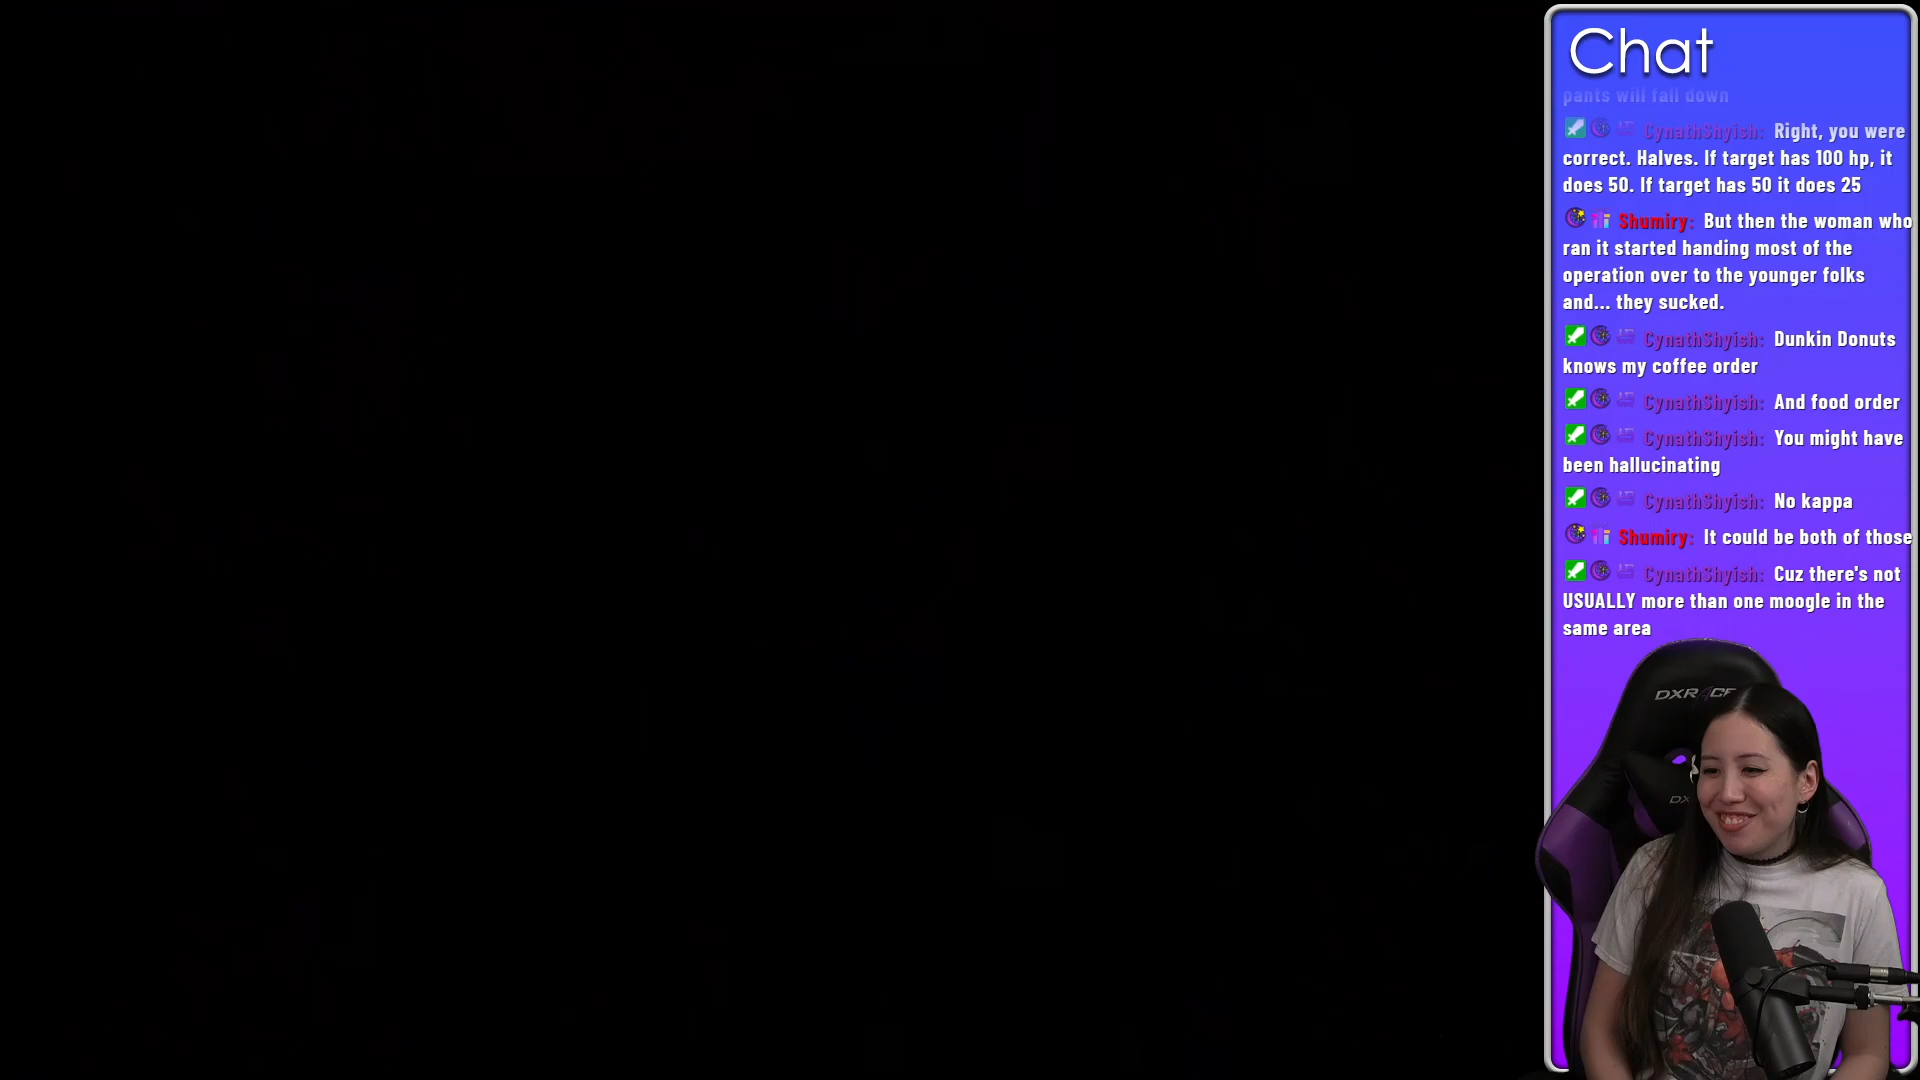 Chat
pants will fall down
CynathShyish: Right, you were
correct. Halves. If target has 100 hp, it
does 50. If target has 50 it does 25
Shumiry: But then the woman who
ran it started handing most of the
operation over to the younger folks
and... they sucked.
CynathShyish: Dunkin Donuts
knows my coffee order
CynathShyish: And food order
CynathShyish: You might have
been hallucinating
CynathShyish: No kappa
Shumiry: It could be both of those
CynathShyish: Cuz there's not
USUALLY more than one moogle in the
same area
DXRACE
DX